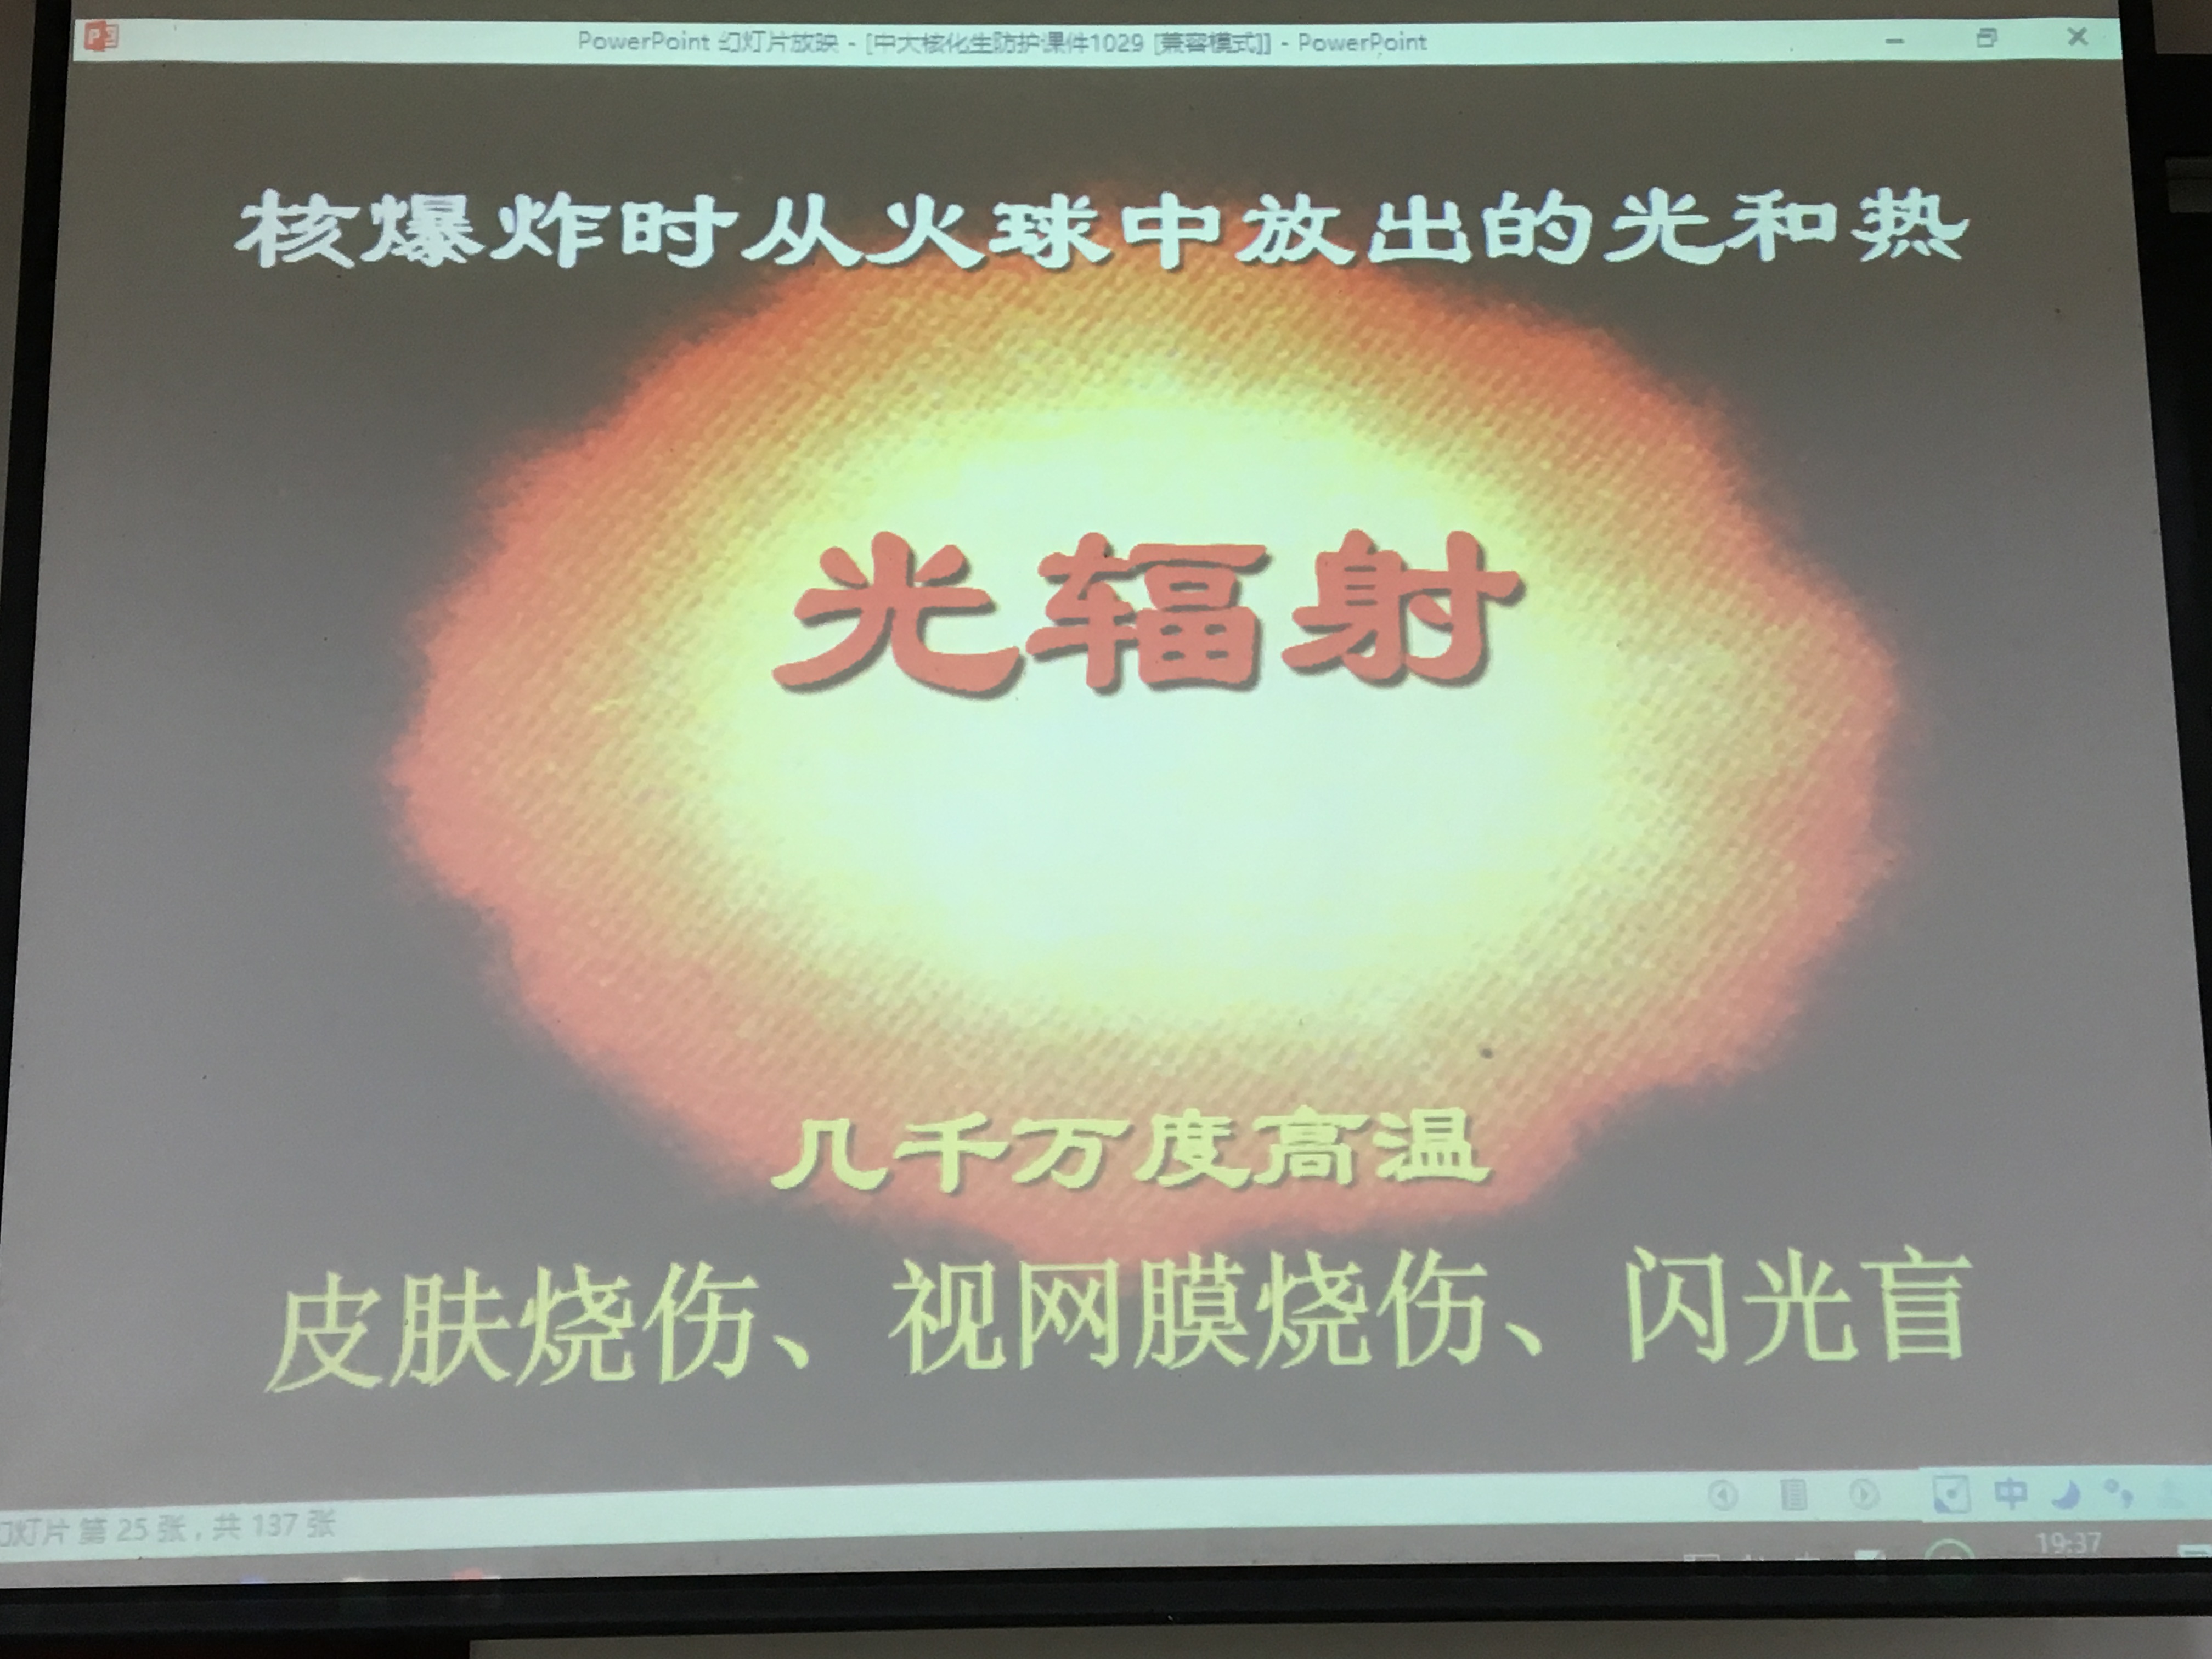 PowerPoint 幻灯片放映 - [中大核化生防护课件1029 [兼容模式]] - PowerPoint
核爆炸时从火球中放出的光和热
光辐射
几千万度高温
皮肤烧伤、视网膜烧伤、闪光盲
幻灯片 第 25 张，共 137 张
中
19:37